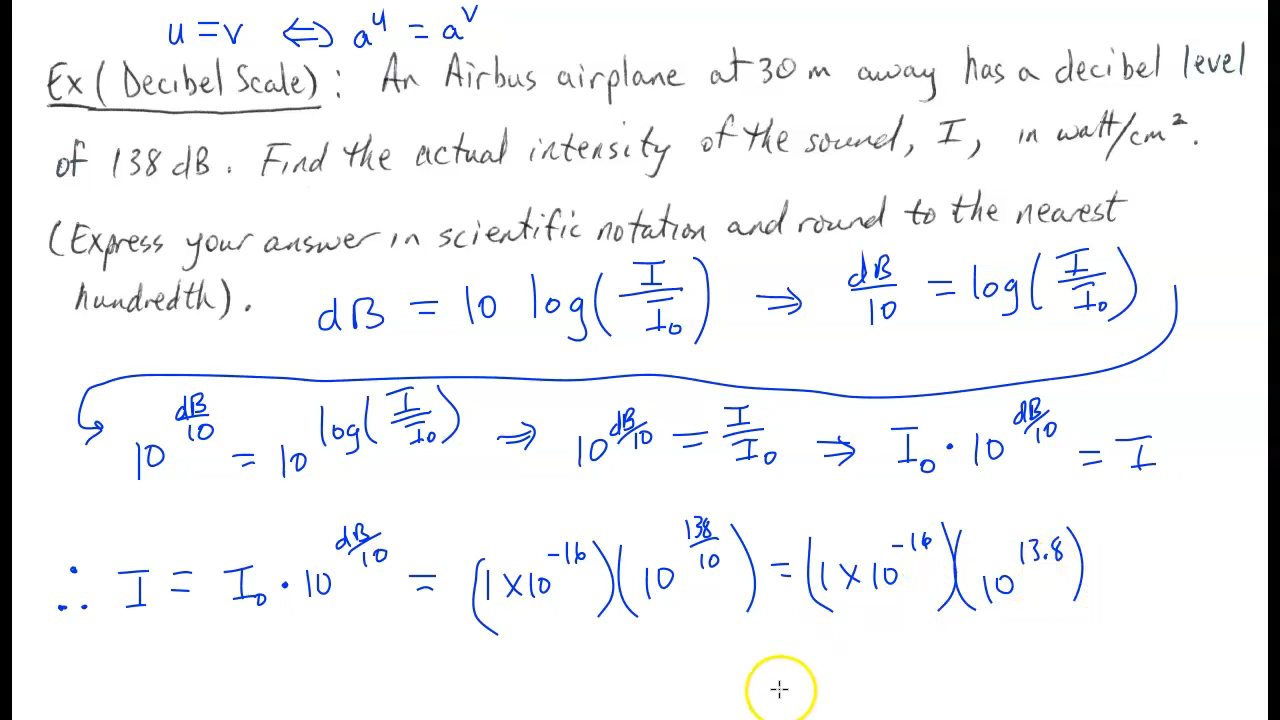 u = v ⇔ a^u = a^v
Ex (Decibel Scale): An Airbus airplane at 30 m away has a decibel level
of 138 dB. Find the actual intensity of the sound, I, in watt/cm².
(Express your answer in scientific notation and round to the nearest
hundredth).
dB = 10 log(I/I₀) ⇒ dB/10 = log(I/I₀)
10^(dB/10) = 10^(log(I/I₀)) ⇒ 10^(dB/10) = I/I₀ ⇒ I₀ · 10^(dB/10) = I
∴ I = I₀ · 10^(dB/10) = (1 × 10^-16)(10^(138/10)) = (1 × 10^-16)(10^13.8)